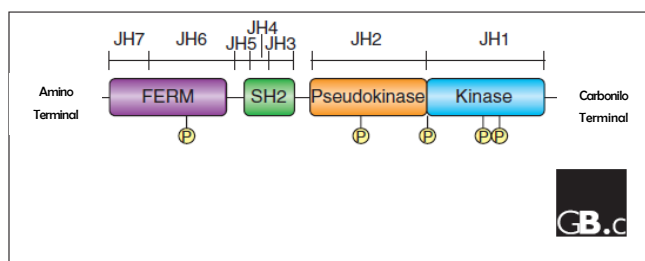 JH7 JH6 JH5 JH4 JH3 JH2 JH1
Amino
Terminal
FERM SH2 Pseudokinase Kinase
Carbonilo
Terminal
P P P P P
GB.c